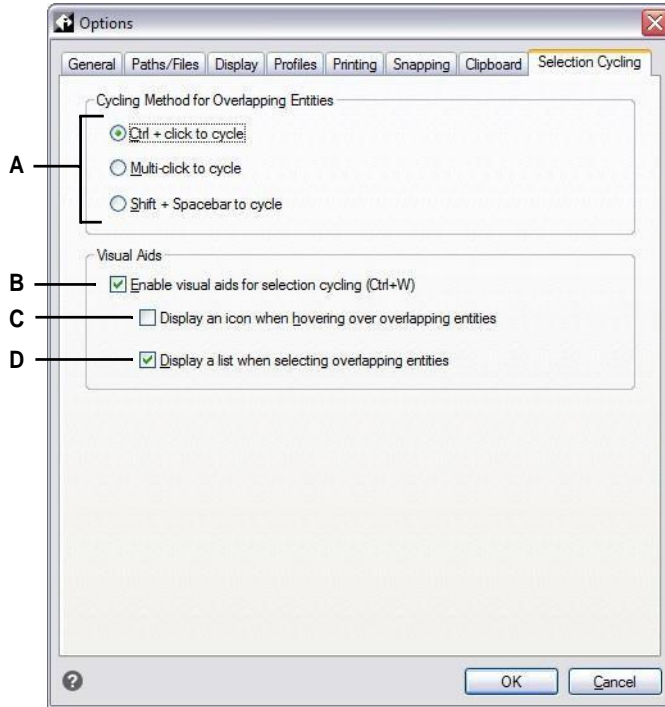 Options
General Paths/Files Display Profiles Printing Snapping Clipboard Selection Cycling
Cycling Method for Overlapping Entities
A
Ctrl + click to cycle
Multi-click to cycle
Shift + Spacebar to cycle
Visual Aids
B
Enable visual aids for selection cycling (Ctrl+W)
C
Display an icon when hovering over overlapping entities
D
Display a list when selecting overlapping entities
?
OK Cancel